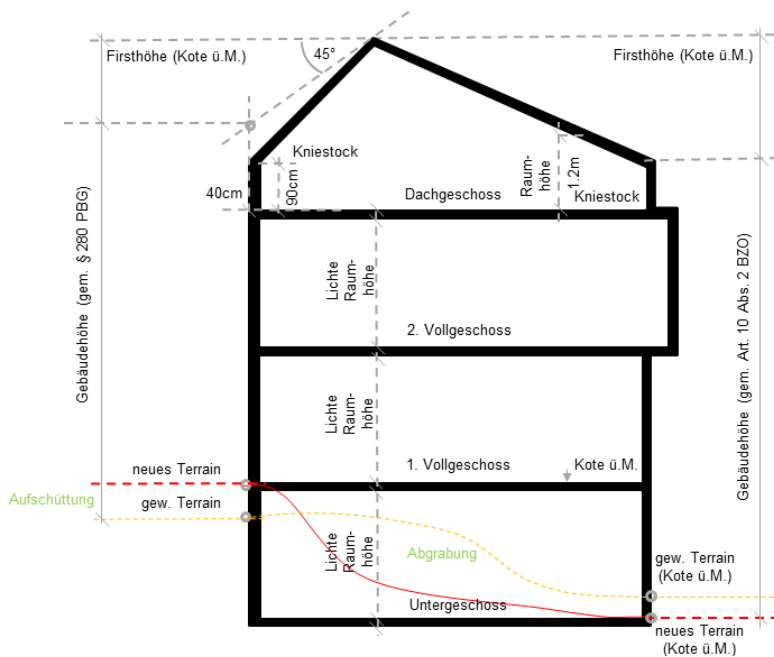 Firsthöhe (Kote ü.M.)
45°
Firsthöhe (Kote ü.M.)
Kniestock
40cm
90cm
Dachgeschoss
Raum-
höhe
1.2m
Kniestock
Gebäudehöhe (gem. § 280 PBG)
Lichte
Raum-
höhe
2. Vollgeschoss
Gebäudehöhe (gem. Art. 10 Abs. 2 BZO)
Lichte
Raum-
höhe
1. Vollgeschoss
Kote ü.M.
neues Terrain
Aufschüttung
gew. Terrain
Lichte
Raum-
höhe
Abgrabung
Untergeschoss
gew. Terrain
(Kote ü.M.)
neues Terrain
(Kote ü.M.)